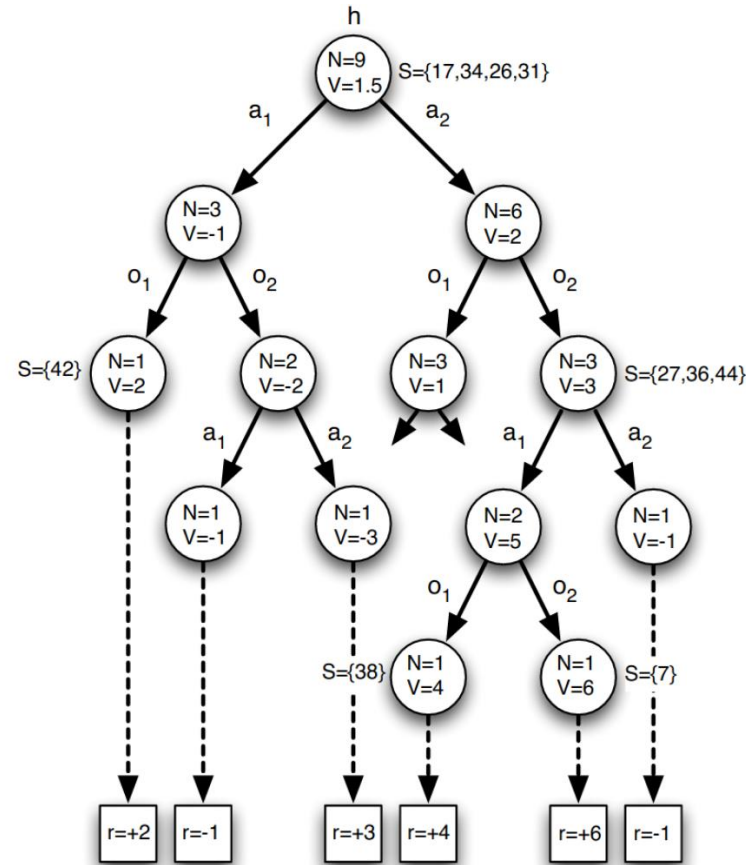 h
N=9
V=1.5
S={17,34,26,31}
a1
a2
N=3
V=-1
N=6
V=2
o1
o2
o1
o2
S={42}
N=1
V=2
N=2
V=-2
N=3
V=1
N=3
V=3
S={27,36,44}
a1
a2
a1
a2
N=1
V=-1
N=1
V=-3
N=2
V=5
N=1
V=-1
o1
o2
S={38}
N=1
V=4
N=1
V=6
S={7}
r=+2
r=-1
r=+3
r=+4
r=+6
r=-1